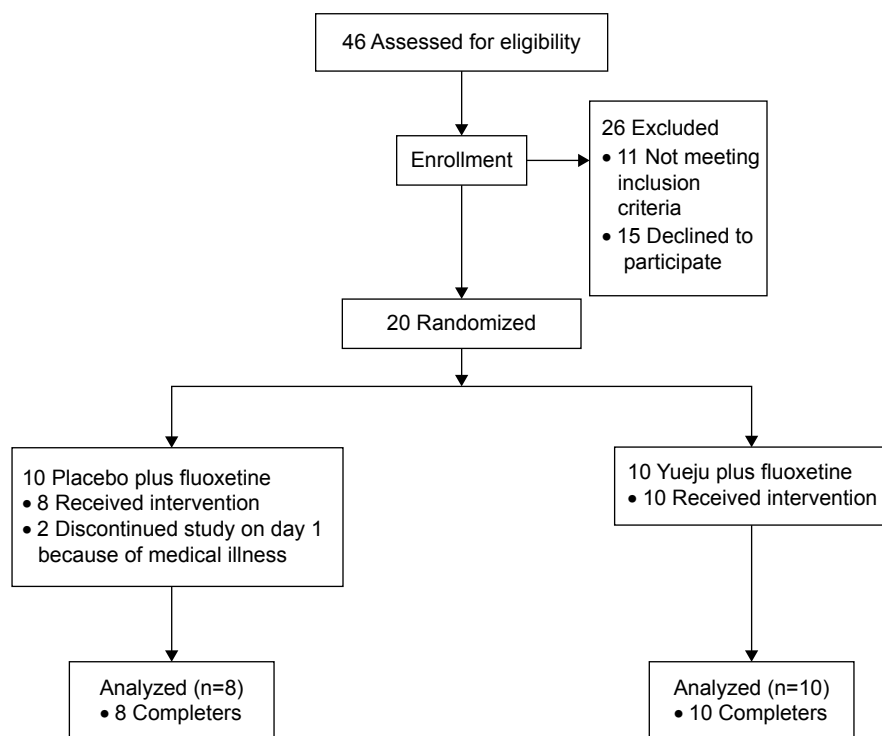 46 Assessed for eligibility
Enrollment
26 Excluded
• 11 Not meeting
inclusion
criteria
• 15 Declined to
participate
20 Randomized
10 Placebo plus fluoxetine
• 8 Received intervention
• 2 Discontinued study on day 1
because of medical illness
10 Yueju plus fluoxetine
• 10 Received intervention
Analyzed (n=8)
• 8 Completers
Analyzed (n=10)
• 10 Completers